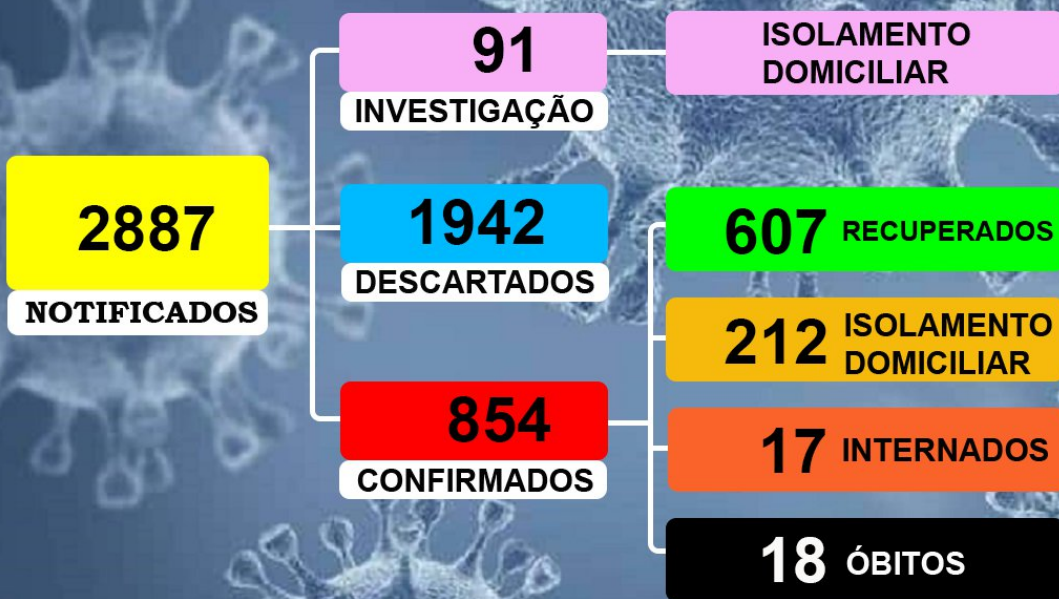 2887
NOTIFICADOS
91
INVESTIGAÇÃO
ISOLAMENTO
DOMICILIAR
1942
DESCARTADOS
854
CONFIRMADOS
607 RECUPERADOS
212 ISOLAMENTO
DOMICILIAR
17 INTERNADOS
18 ÓBITOS